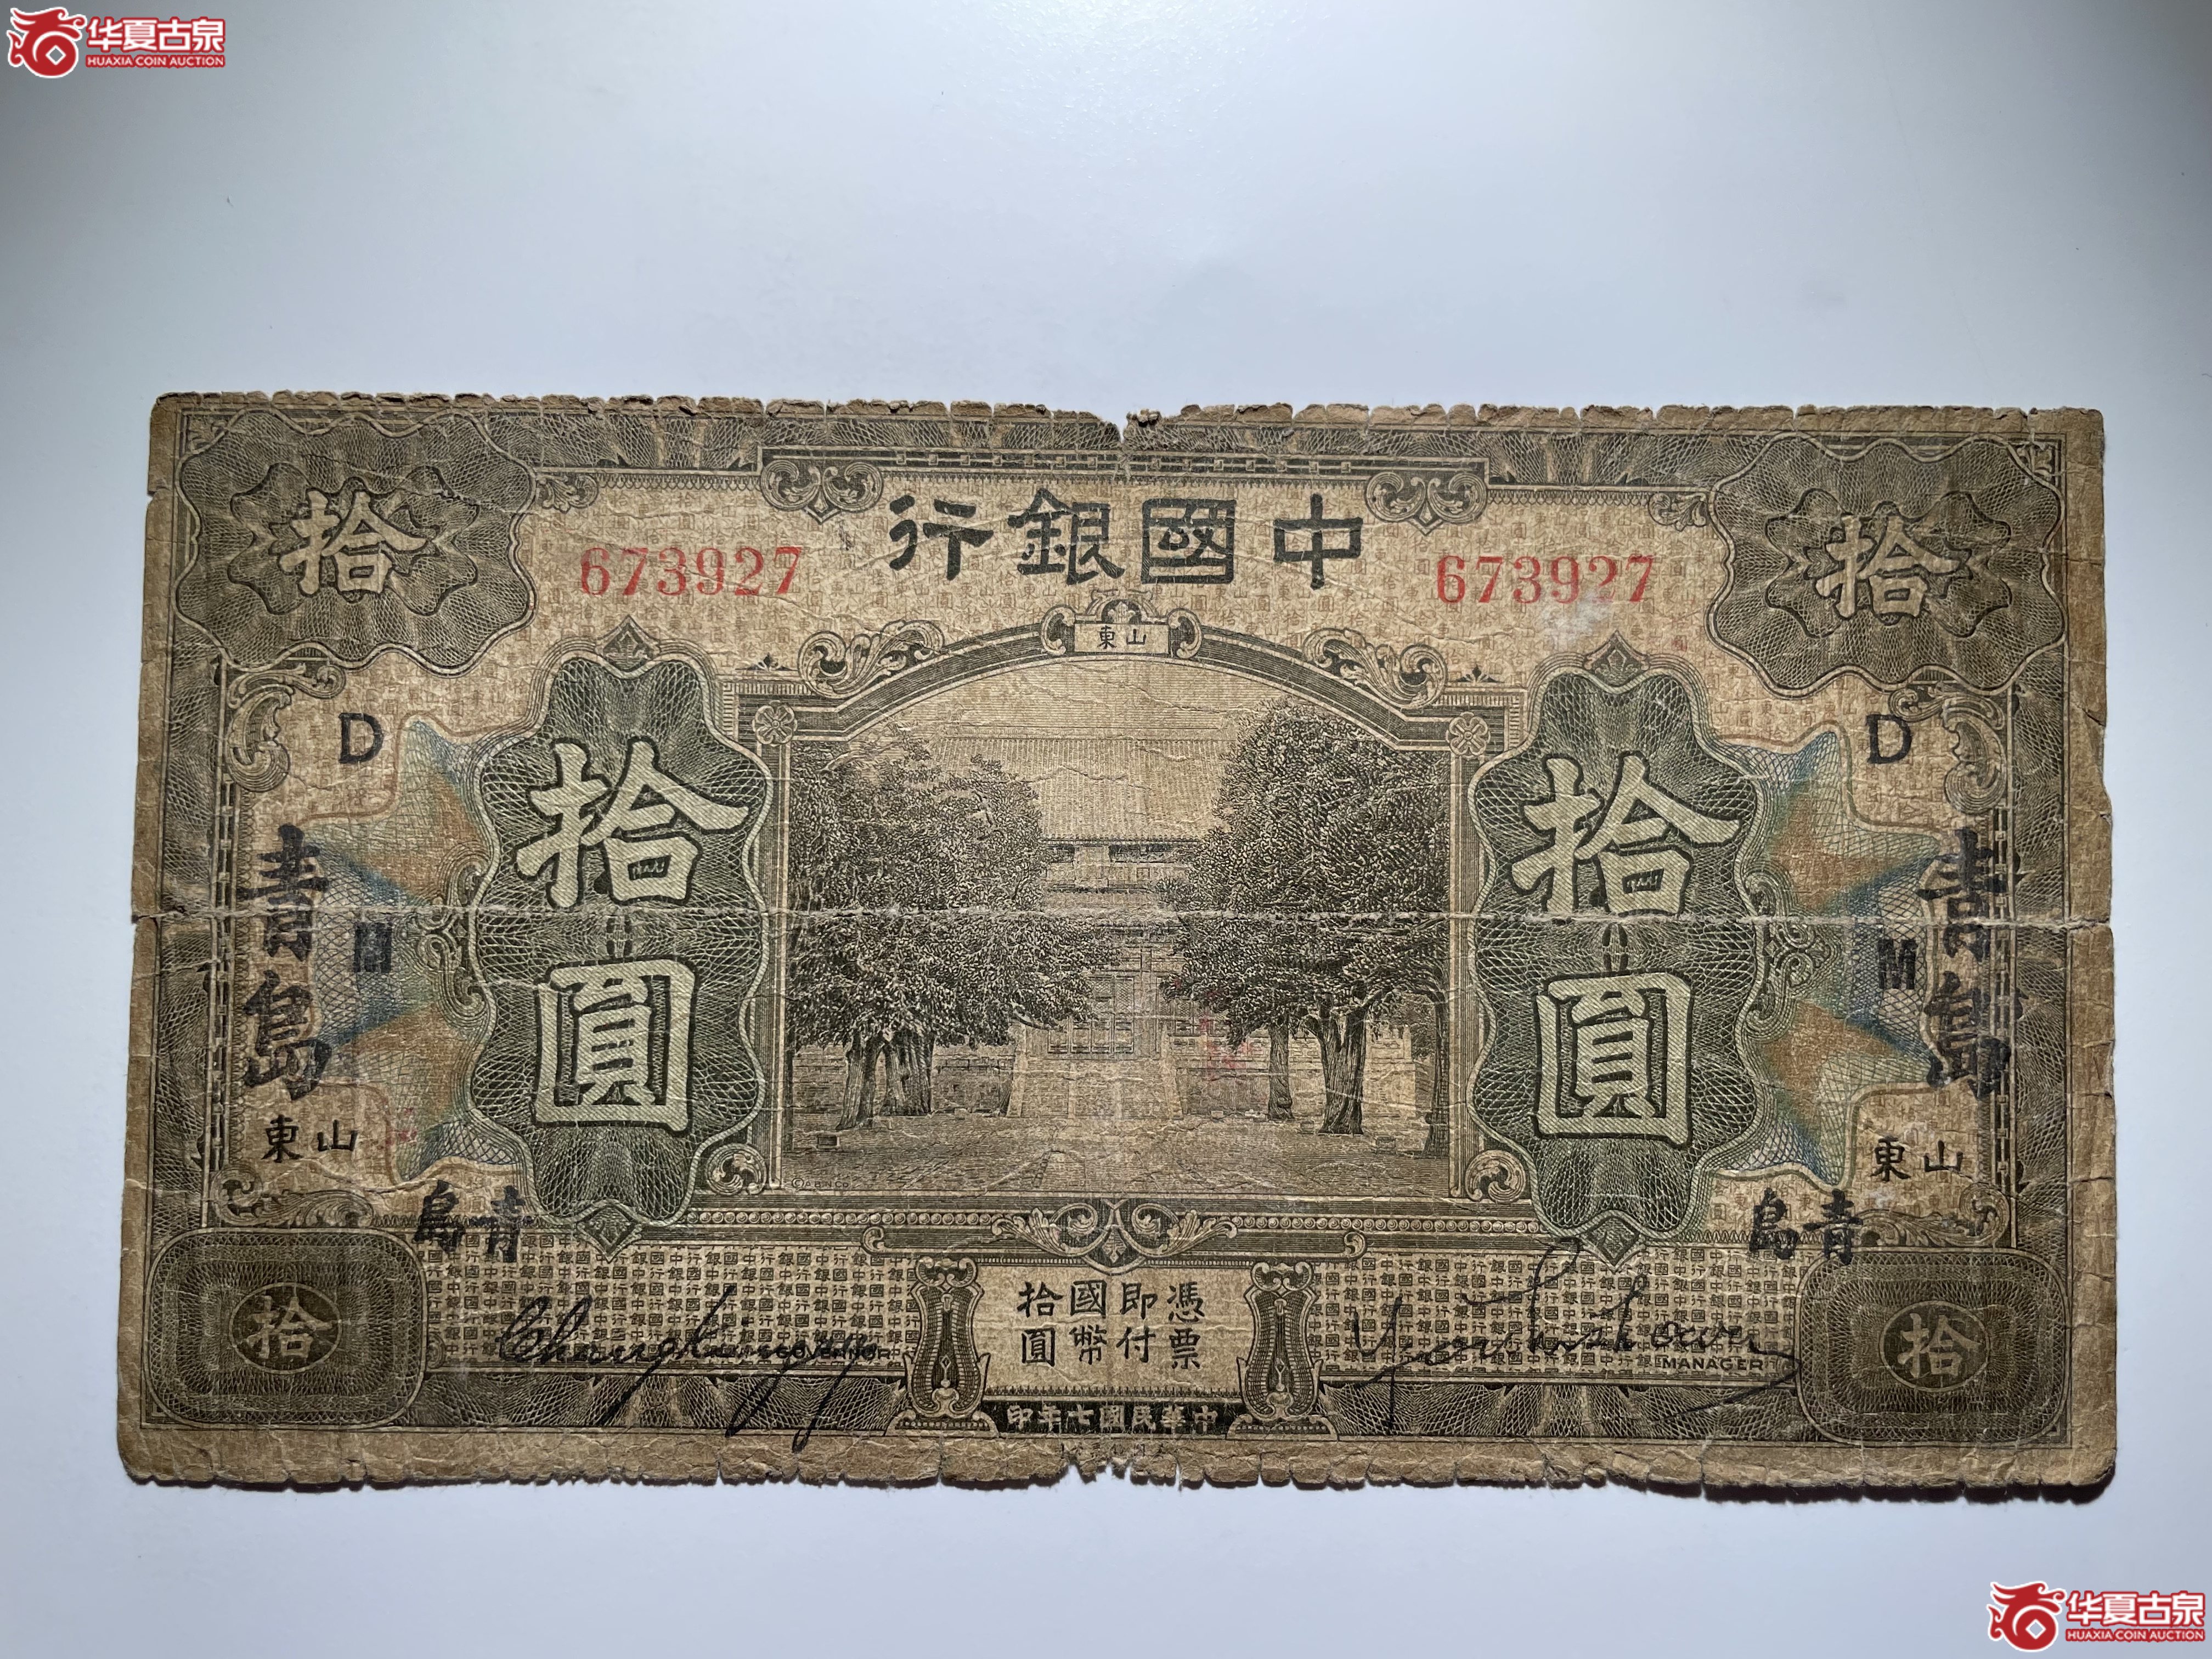 华夏古泉
HUAXIA COIN AUCTION
拾
行銀國中
拾
673927
673927
東山
D
D
拾圓
拾圓
青島
M
青島
M
東山
東山
島青
島青
©A.B.N.Co.
憑票
即付
國幣
拾圓
GOVERNOR
MANAGER
拾
拾
印年七國民華中
华夏古泉
HUAXIA COIN AUCTION